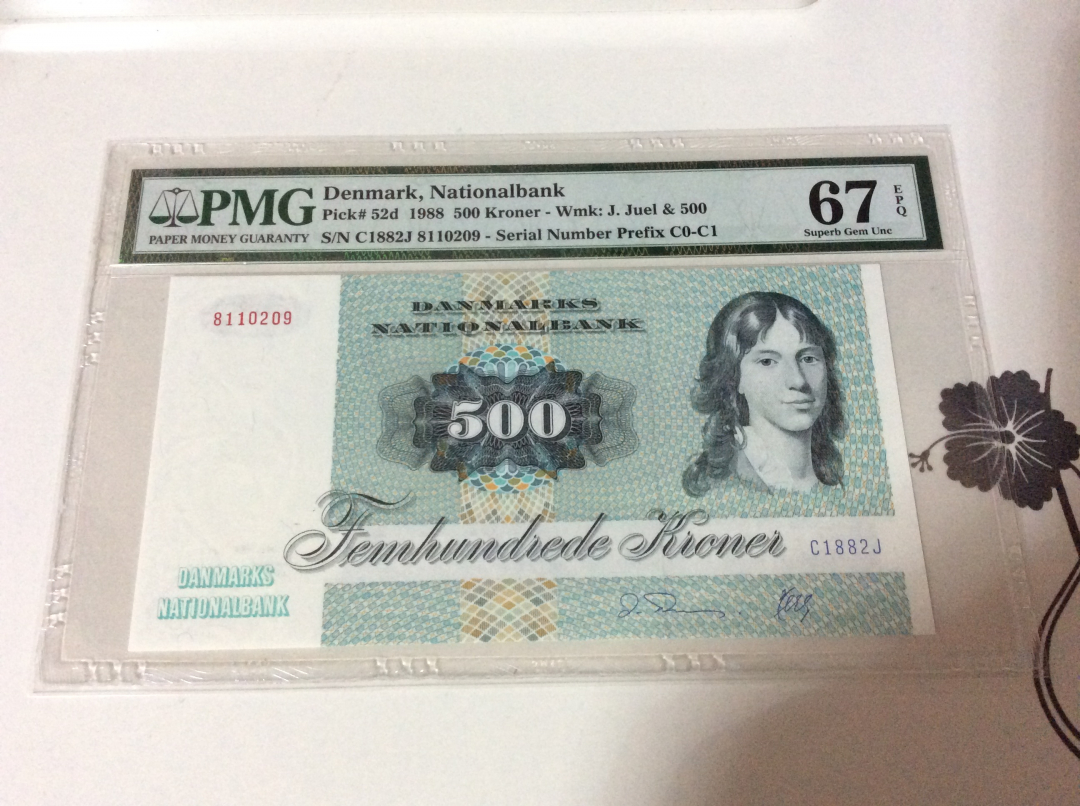 PMG
PAPER MONEY GUARANTY
Denmark, Nationalbank
Pick# 52d 1988 500 Kroner - Wmk: J. Juel & 500
S/N C1882J 8110209 - Serial Number Prefix C0-C1
67 EPQ
Superb Gem Unc
8110209
DANMARKS
NATIONALBANK
500
Femhundrede Kroner
C1882J
DANMARKS
NATIONALBANK